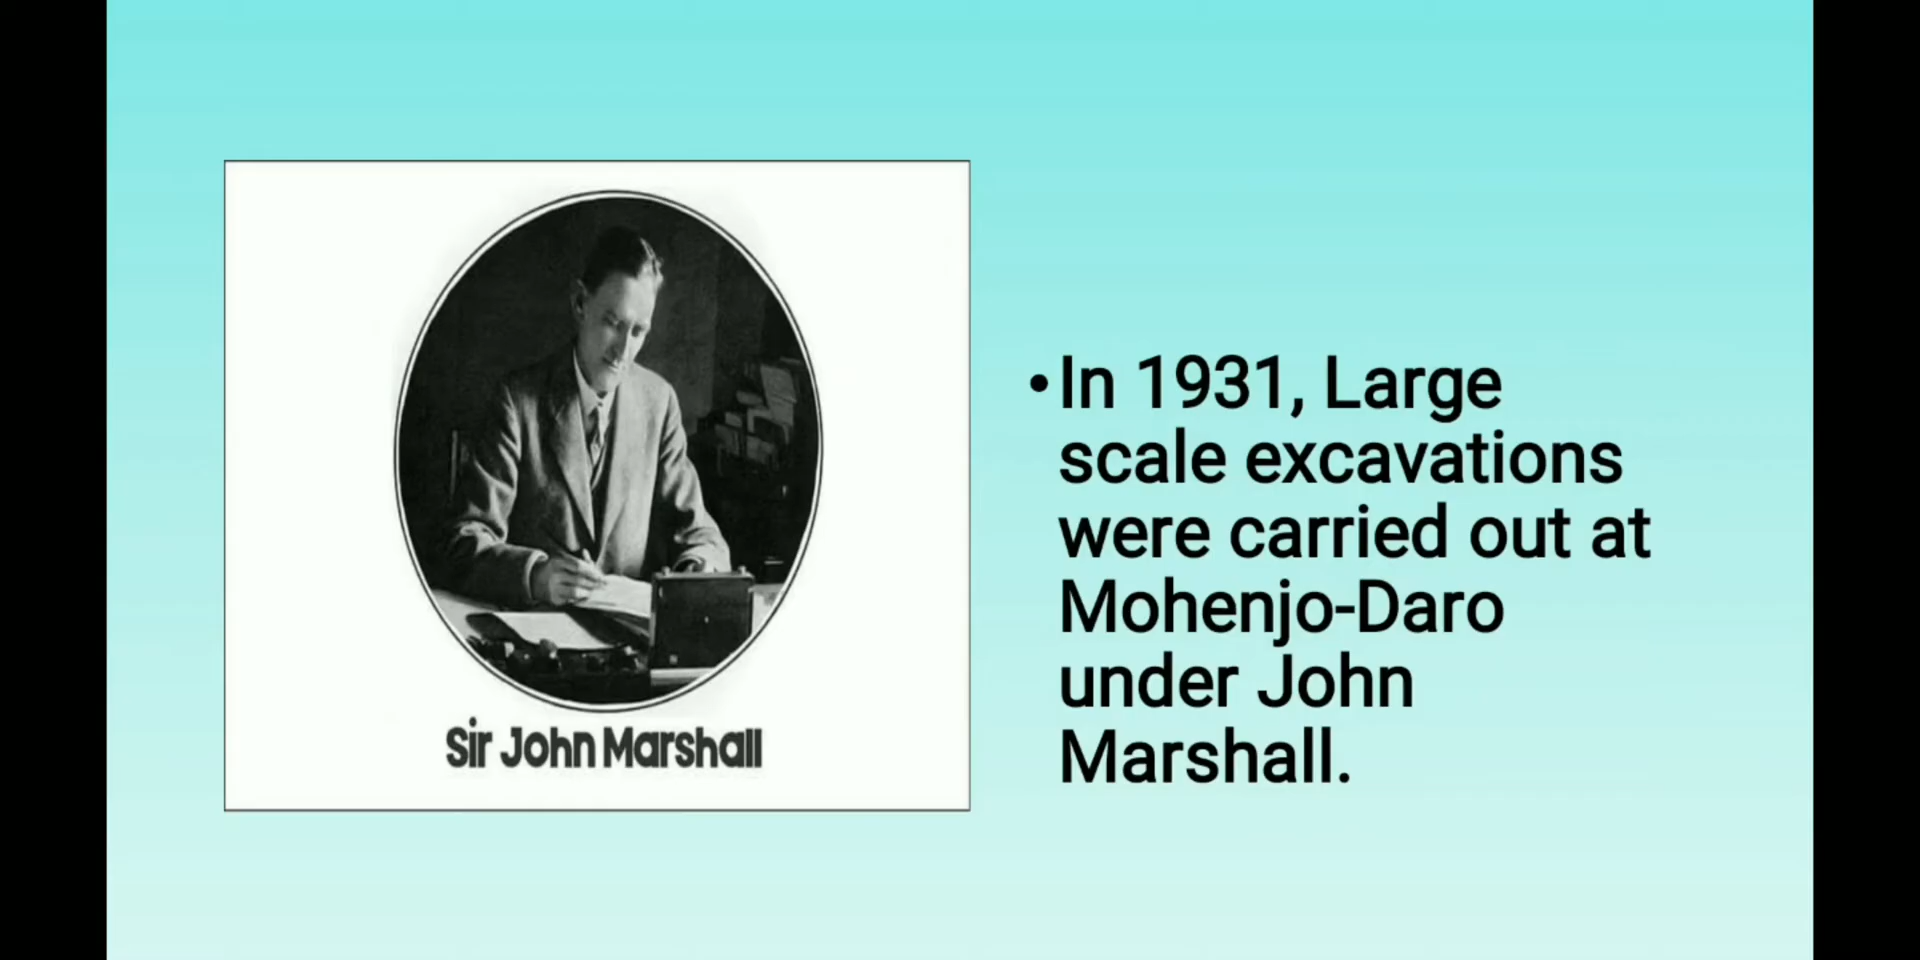 Sir John Marshall
•In 1931, Large
scale excavations
were carried out at
Mohenjo-Daro
under John
Marshall.